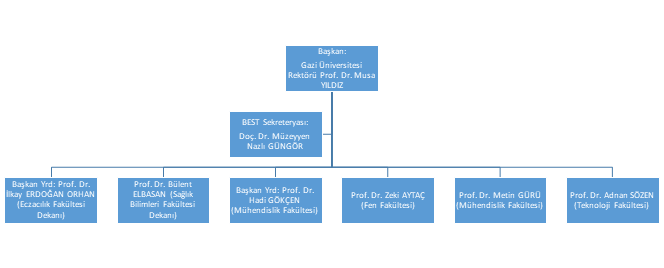 Başkan:
Gazi Üniversitesi
Rektörü Prof. Dr. Musa
YILDIZ
BEST Sekreteryası:
Doç. Dr. Müzeyyen
Nazlı GÜNGÖR
Başkan Yrd: Prof. Dr.
İlkay ERDOĞAN ORHAN
(Eczacılık Fakültesi
Dekanı)
Prof. Dr. Bülent
ELBASAN (Sağlık
Bilimleri Fakültesi
Dekanı)
Başkan Yrd: Prof. Dr.
Hadi GÖKÇEN
(Mühendislik Fakültesi)
Prof. Dr. Zeki AYTAÇ
(Fen Fakültesi)
Prof. Dr. Metin GÜRÜ
(Mühendislik Fakültesi)
Prof. Dr. Adnan SÖZEN
(Teknoloji Fakültesi)